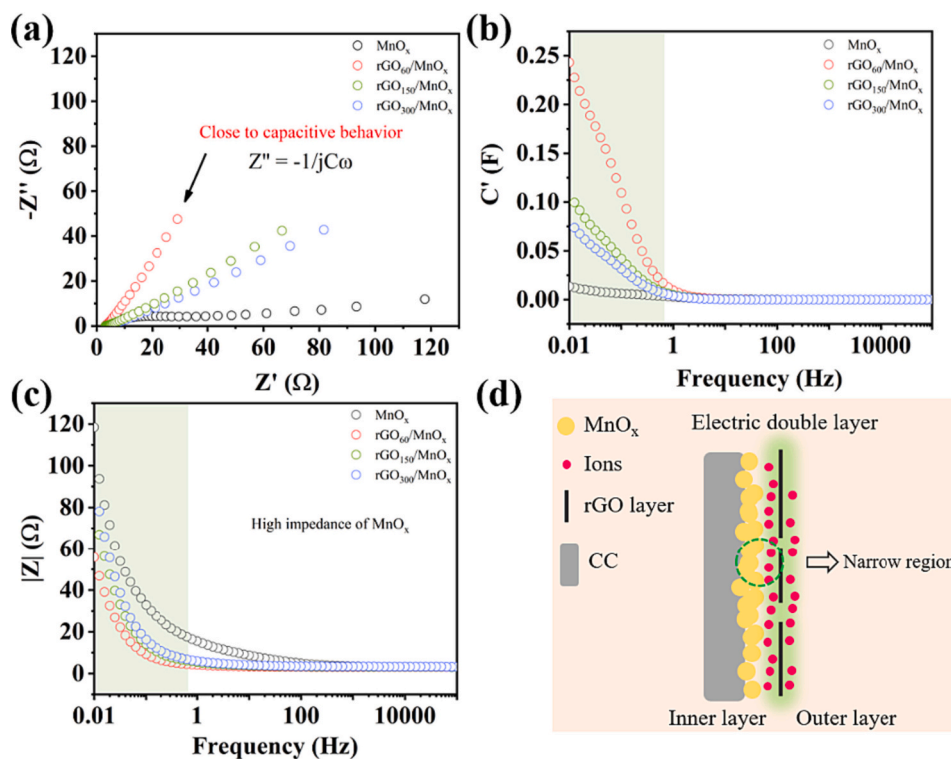 (a)
120
100
80
60
40
20
0
-Z'' (Ω)
MnOₓ
rGO₆₀/MnOₓ
rGO₁₅₀/MnOₓ
rGO₃₀₀/MnOₓ
Close to capacitive behavior
Z'' = -1/jCω
0 20 40 60 80 100 120
Z' (Ω)
(b)
0.25
0.20
0.15
0.10
0.05
0.00
C' (F)
MnOₓ
rGO₆₀/MnOₓ
rGO₁₅₀/MnOₓ
rGO₃₀₀/MnOₓ
0.01 1 100 10000
Frequency (Hz)
(c)
120
100
80
60
40
20
0
|Z| (Ω)
MnOₓ
rGO₆₀/MnOₓ
rGO₁₅₀/MnOₓ
rGO₃₀₀/MnOₓ
High impedance of MnOₓ
0.01 1 100 10000
Frequency (Hz)
(d)
MnOₓ
Ions
rGO layer
CC
Electric double layer
Narrow region
Inner layer
Outer layer